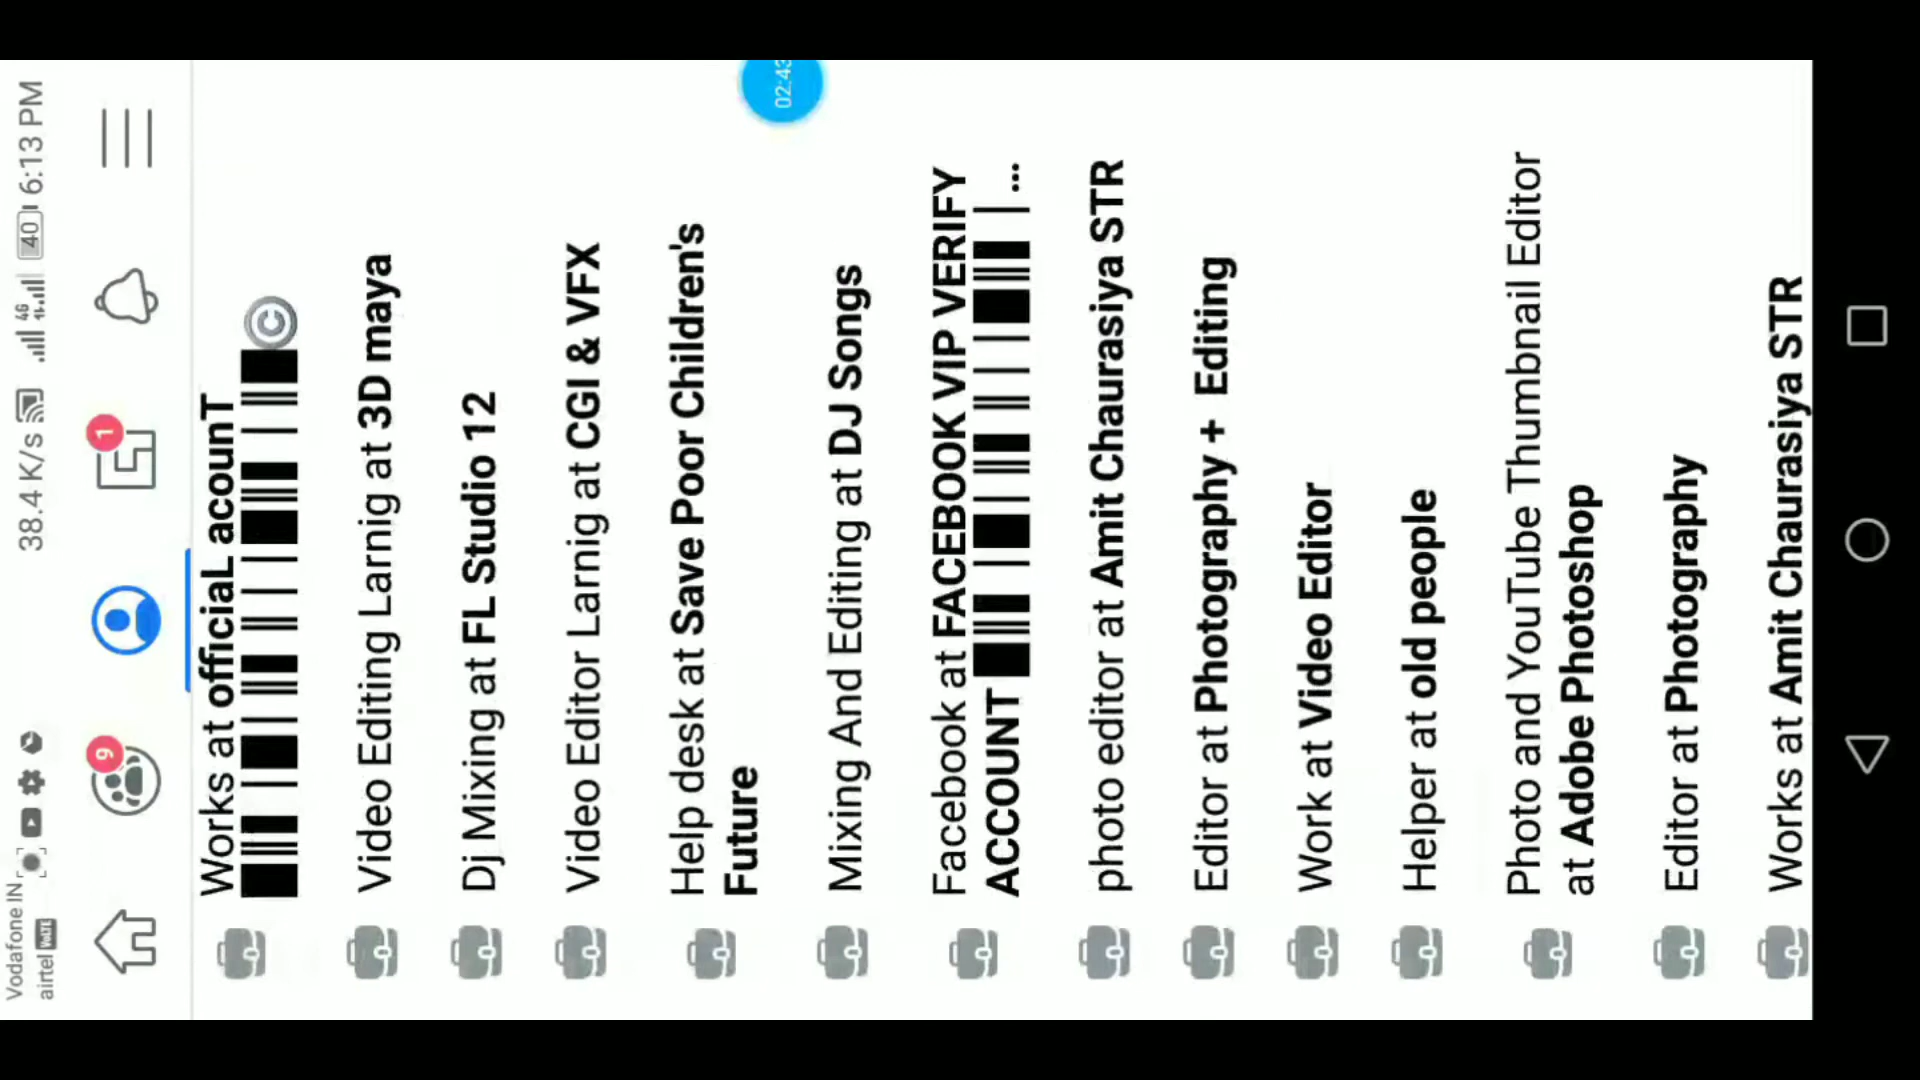 Vodafone IN
airtel VoLTE
38.4 K/s 4G 40 6:13 PM
9
1
Works at officiaL acounT
©
Video Editing Larnig at 3D maya
Dj Mixing at FL Studio 12
Video Editor Larnig at CGI & VFX
Help desk at Save Poor Children's
Future
02:43
Mixing And Editing at DJ Songs
Facebook at FACEBOOK VIP VERIFY
ACCOUNT ...
photo editor at Amit Chaurasiya STR
Editor at Photography + Editing
Work at Video Editor
Helper at old people
Photo and YouTube Thumbnail Editor
at Adobe Photoshop
Editor at Photography
Works at Amit Chaurasiya STR